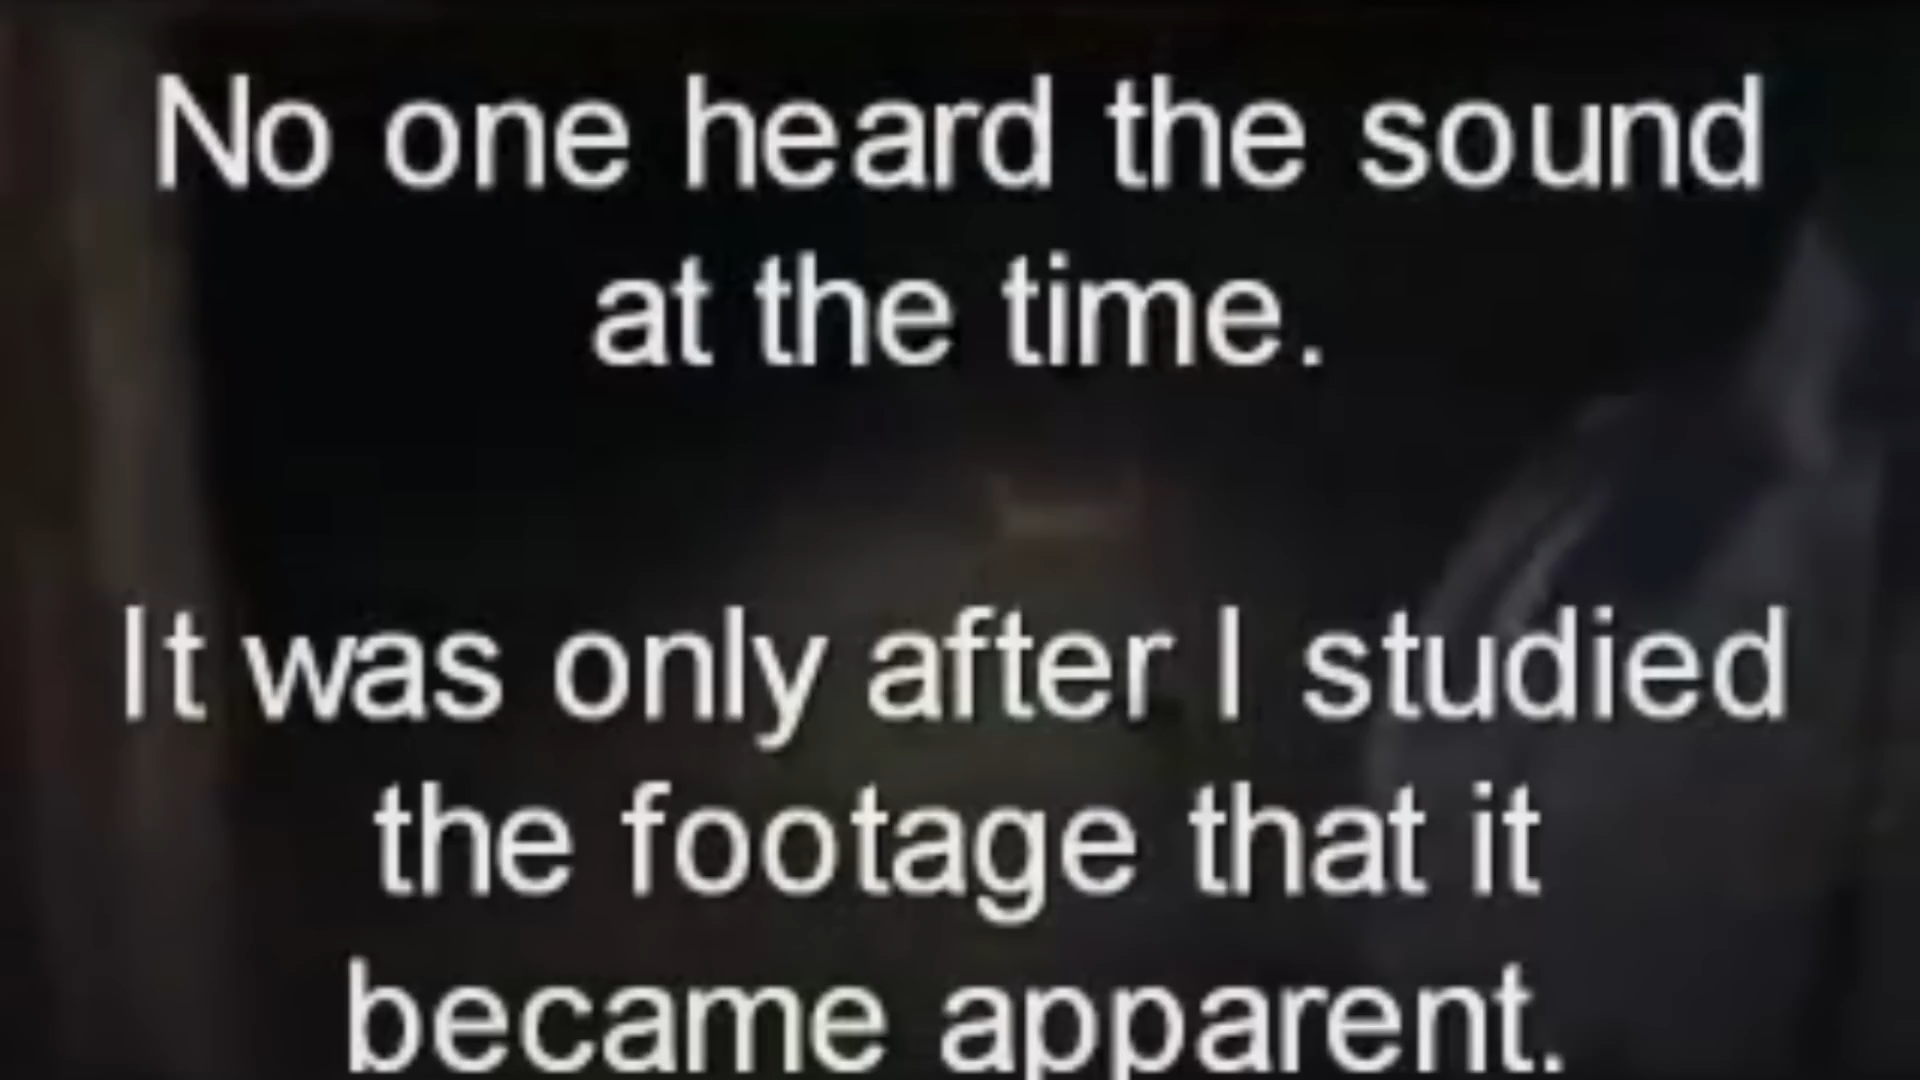 No one heard the sound
at the time.
It was only after I studied
the footage that it
became apparent.